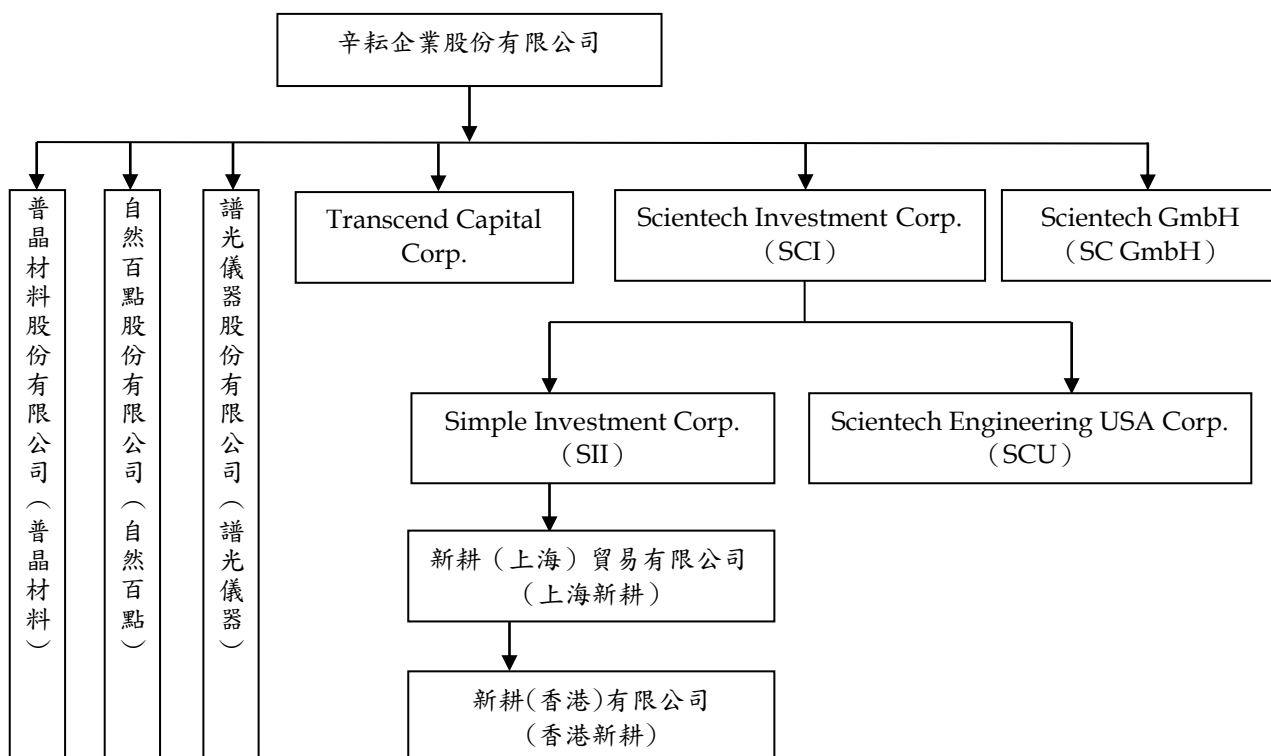 辛耘企業股份有限公司
普晶材料股份有限公司（普晶材料）
自然百點股份有限公司（自然百點）
譜光儀器股份有限公司（譜光儀器）
Transcend Capital
Corp.
Scientech Investment Corp.
（SCI）
Scientech GmbH
（SC GmbH）
Simple Investment Corp.
（SII）
Scientech Engineering USA Corp.
（SCU）
新耕（上海）貿易有限公司
（上海新耕）
新耕(香港)有限公司
（香港新耕）